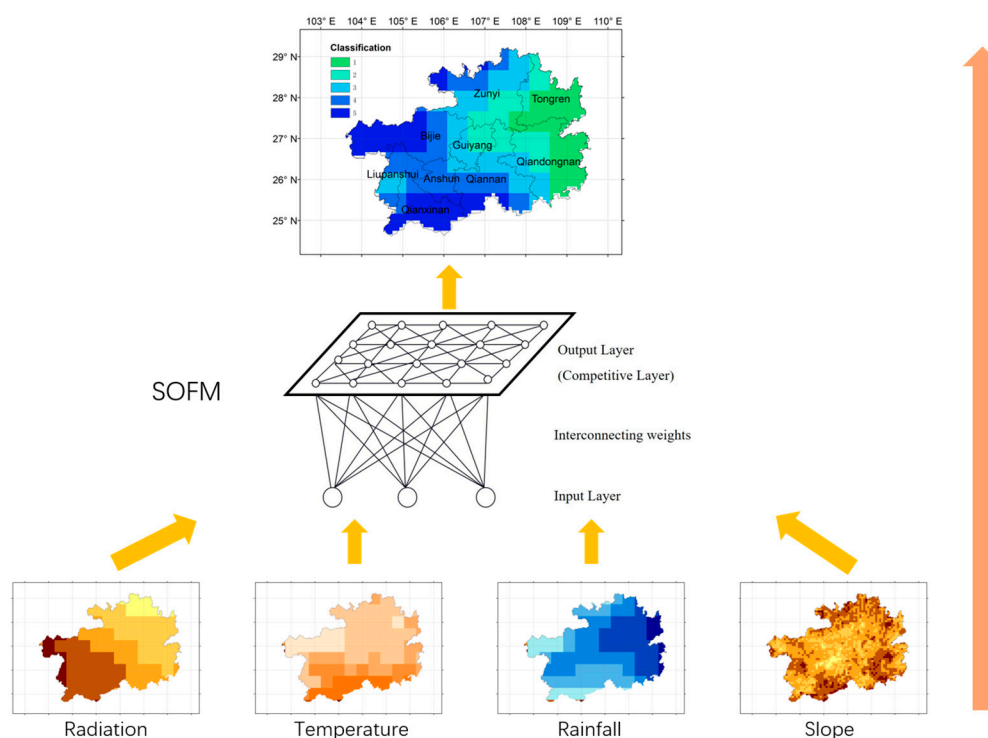 103° E 104° E 105° E 106° E 107° E 108° E 109° E 110° E
Classification
1
2
3
4
5
29° N
28° N
27° N
26° N
25° N
Zunyi
Tongren
Bijie
Guiyang
Qiandongnan
Liupanshui
Anshun
Qiannan
Qianxinan
SOFM
Output Layer
(Competitive Layer)
Interconnecting weights
Input Layer
Radiation
Temperature
Rainfall
Slope